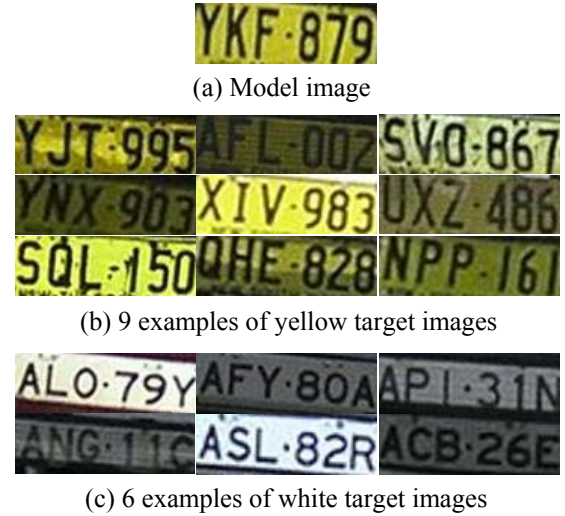 YKF·879
(a) Model image
YJT·995 AFL·002 SVO·867
YNX·903 XIV·983 UXZ·486
SQL·150 QHE·828 NPP·161
(b) 9 examples of yellow target images
ALO·79Y AFY·80A API·31N
ANG·11C ASL·82R ACB·26E
(c) 6 examples of white target images